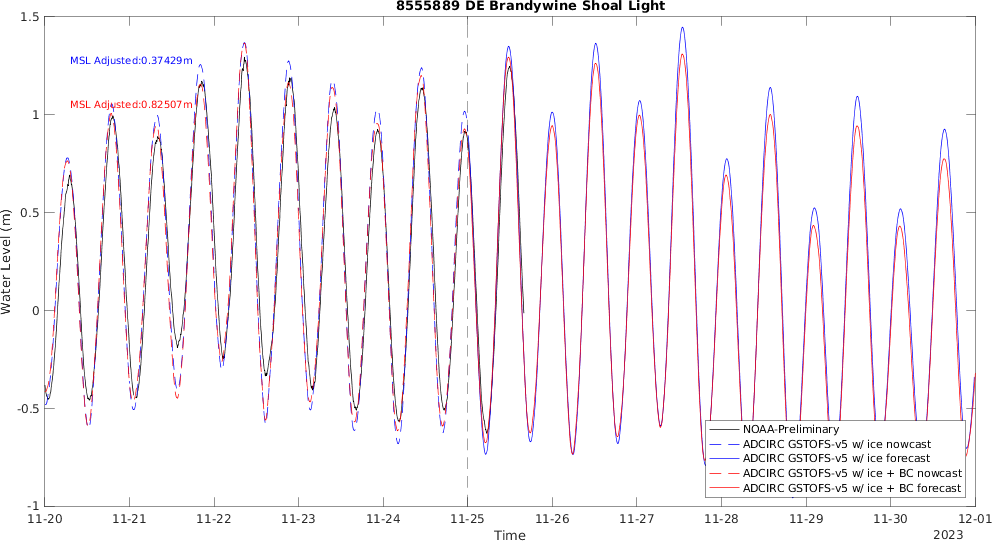 8555889 DE Brandywine Shoal Light
1.5
1
0.5
0
-0.5
-1
Water Level (m)
MSL Adjusted:0.37429m
MSL Adjusted:0.82507m
NOAA-Preliminary
ADCIRC GSTOFS-v5 w/ ice nowcast
ADCIRC GSTOFS-v5 w/ ice forecast
ADCIRC GSTOFS-v5 w/ ice + BC nowcast
ADCIRC GSTOFS-v5 w/ ice + BC forecast
11-20 11-21 11-22 11-23 11-24 11-25 11-26 11-27 11-28 11-29 11-30 12-01
Time
2023